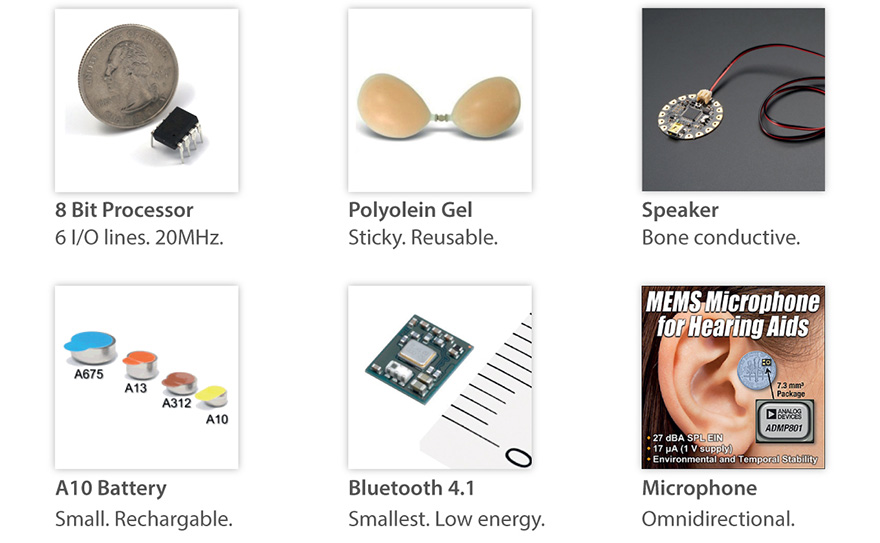 8 Bit Processor
6 I/O lines. 20MHz.
Polyolein Gel
Sticky. Reusable.
Speaker
Bone conductive.
A675
A13
A312
A10
0
MEMS Microphone
for Hearing Aids
7.3 mm³
Package
ANALOG
DEVICES
ADMP801
• 27 dBA SPL EIN
• 17 µA (1 V supply)
• Environmental and Temporal Stability
A10 Battery
Small. Rechargable.
Bluetooth 4.1
Smallest. Low energy.
Microphone
Omnidirectional.